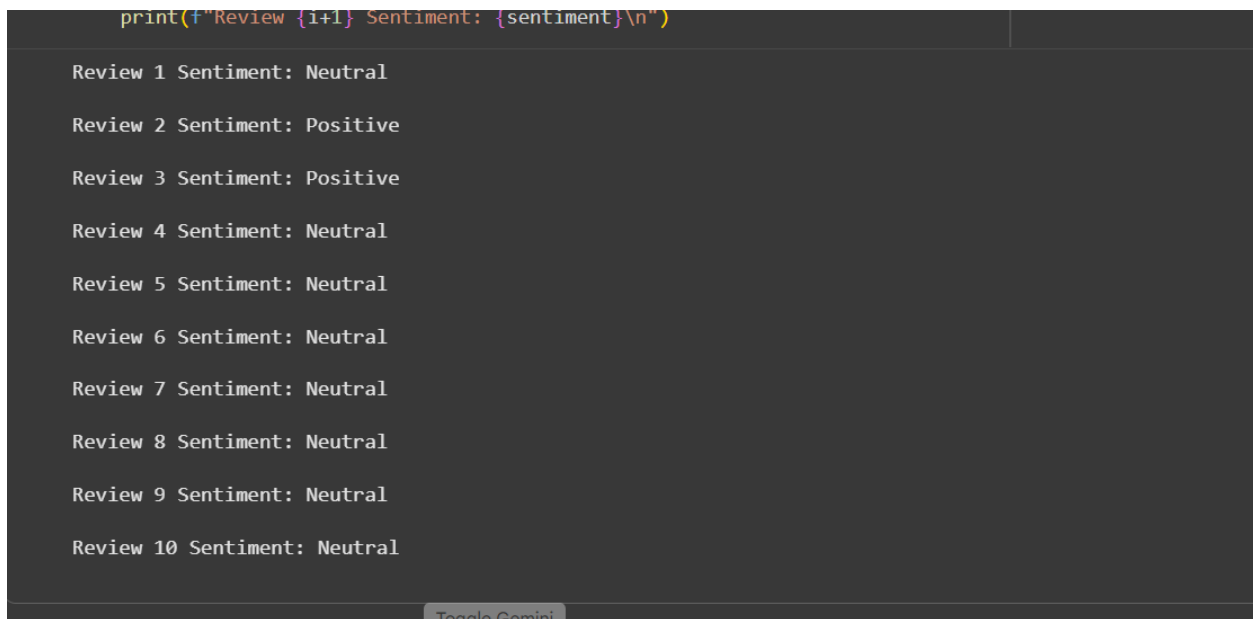 print(f"Review {i+1} Sentiment: {sentiment}\n")
Review 1 Sentiment: Neutral
Review 2 Sentiment: Positive
Review 3 Sentiment: Positive
Review 4 Sentiment: Neutral
Review 5 Sentiment: Neutral
Review 6 Sentiment: Neutral
Review 7 Sentiment: Neutral
Review 8 Sentiment: Neutral
Review 9 Sentiment: Neutral
Review 10 Sentiment: Neutral
Toggle Gemini